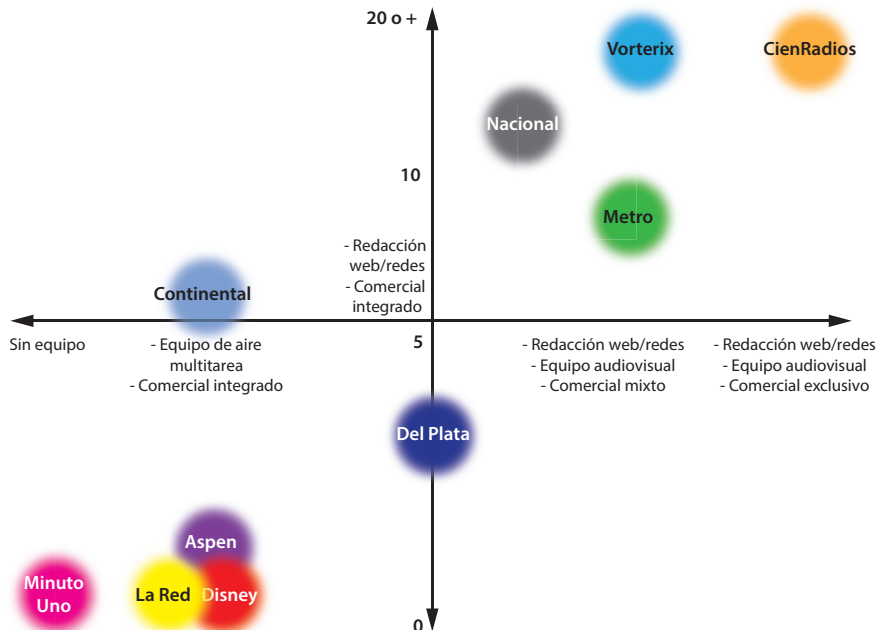 20 o +
Vorterix
CienRadios
Nacional
10
Metro
- Redacción
web/redes
- Comercial
integrado
Continental
Sin equipo
- Equipo de aire
multitarea
- Comercial integrado
5
- Redacción web/redes
- Equipo audiovisual
- Comercial mixto
- Redacción web/redes
- Equipo audiovisual
- Comercial exclusivo
Del Plata
Aspen
Minuto
Uno
La Red
Disney
0